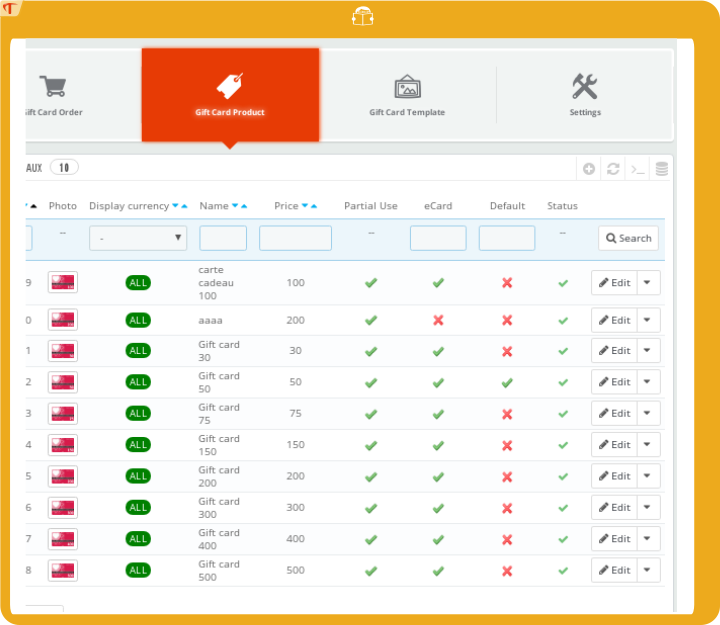 T
ift Card Order
Gift Card Product
Gift Card Template
Settings
AUX 10
Photo Display currency Name Price Partial Use eCard Default Status
-- - -- -- Search
9 ALL carte
cadeau
100 100 Edit
0 ALL aaaa 200 Edit
1 ALL Gift card
30 30 Edit
2 ALL Gift card
50 50 Edit
3 ALL Gift card
75 75 Edit
4 ALL Gift card
150 150 Edit
5 ALL Gift card
200 200 Edit
6 ALL Gift card
300 300 Edit
7 ALL Gift card
400 400 Edit
8 ALL Gift card
500 500 Edit